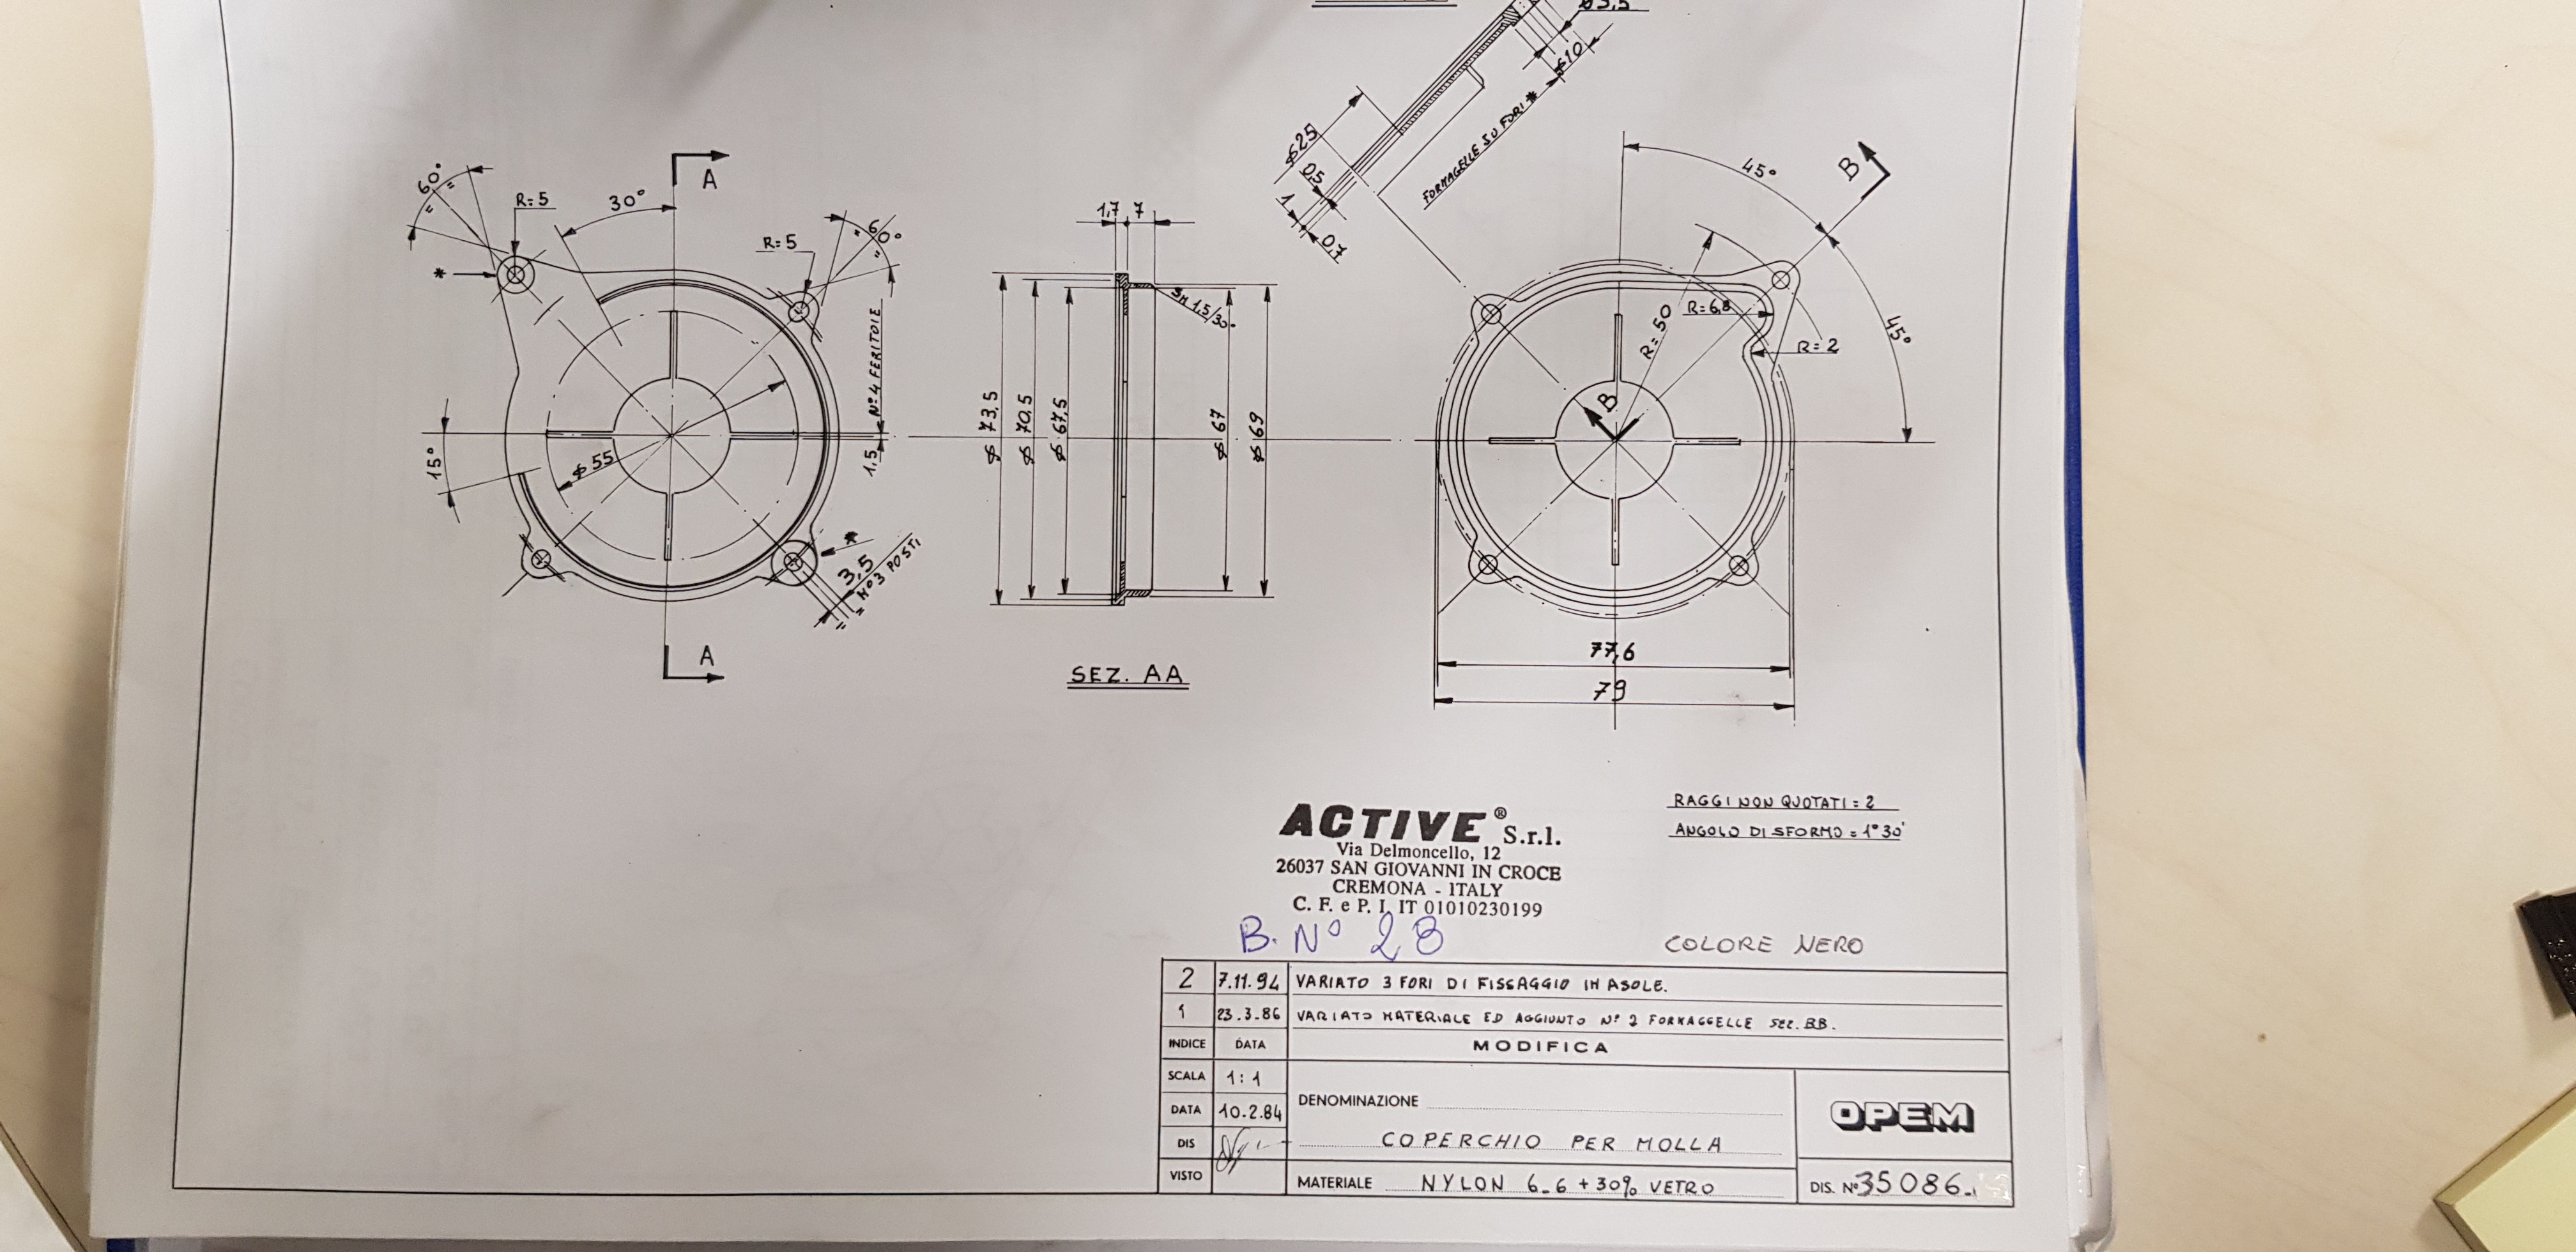 ø3,5
ø10
FORMAGELLE SU FORI *
ø25
0,5
1
0,7
60°
=
=
R=5
30°
A
R=5
60°
=
=
*
N°4 FERITOIE
1,5
15°
ø 55
*
3,5
N°3 POSTI
=
=
A
1,7
7
SM 1,5/30°
ø 73,5
ø 70,5
ø 67,5
ø 67
ø 69
SEZ. AA
45°
B
R=50
R=6,8
R=2
45°
B
77,6
79
RAGGI NON QUOTATI = 2
ANGOLO DI SFORMO = 1°30'
ACTIVE® S.r.l.
Via Delmoncello, 12
26037 SAN GIOVANNI IN CROCE
CREMONA - ITALY
C. F. e P. I. IT 01010230199
B. N° 28
COLORE NERO
2 7.11.94 VARIATO 3 FORI DI FISSAGGIO IN ASOLE.
1 23.3.86 VARIATO MATERIALE ED AGGIUNTO N° 2 FORMAGGELLE SEZ. BB.
INDICE DATA MODIFICA
SCALA 1:1
DENOMINAZIONE
DATA 10.2.84
OPEM
DIS
COPERCHIO PER MOLLA
VISTO
MATERIALE NYLON 6.6 + 30% VETRO
DIS. N° 35086